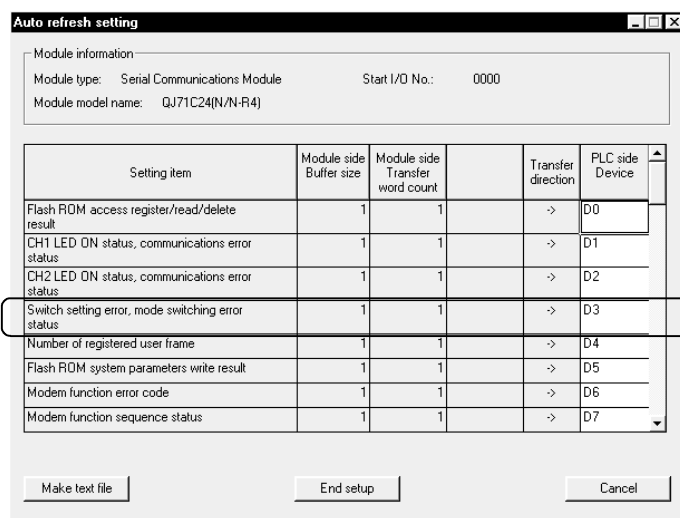 Auto refresh setting
Module information
Module type: Serial Communications Module Start I/O No.: 0000
Module model name: QJ71C24(N/N-R4)
Setting item
Module side Buffer size
Module side Transfer word count
Transfer direction
PLC side Device
Flash ROM access register/read/delete
result
1 1 -> D0
CH1 LED ON status, communications error
status
1 1 -> D1
CH2 LED ON status, communications error
status
1 1 -> D2
Switch setting error, mode switching error
status
1 1 -> D3
Number of registered user frame 1 1 -> D4
Flash ROM system parameters write result 1 1 -> D5
Modem function error code 1 1 -> D6
Modem function sequence status 1 1 -> D7
Make text file End setup Cancel